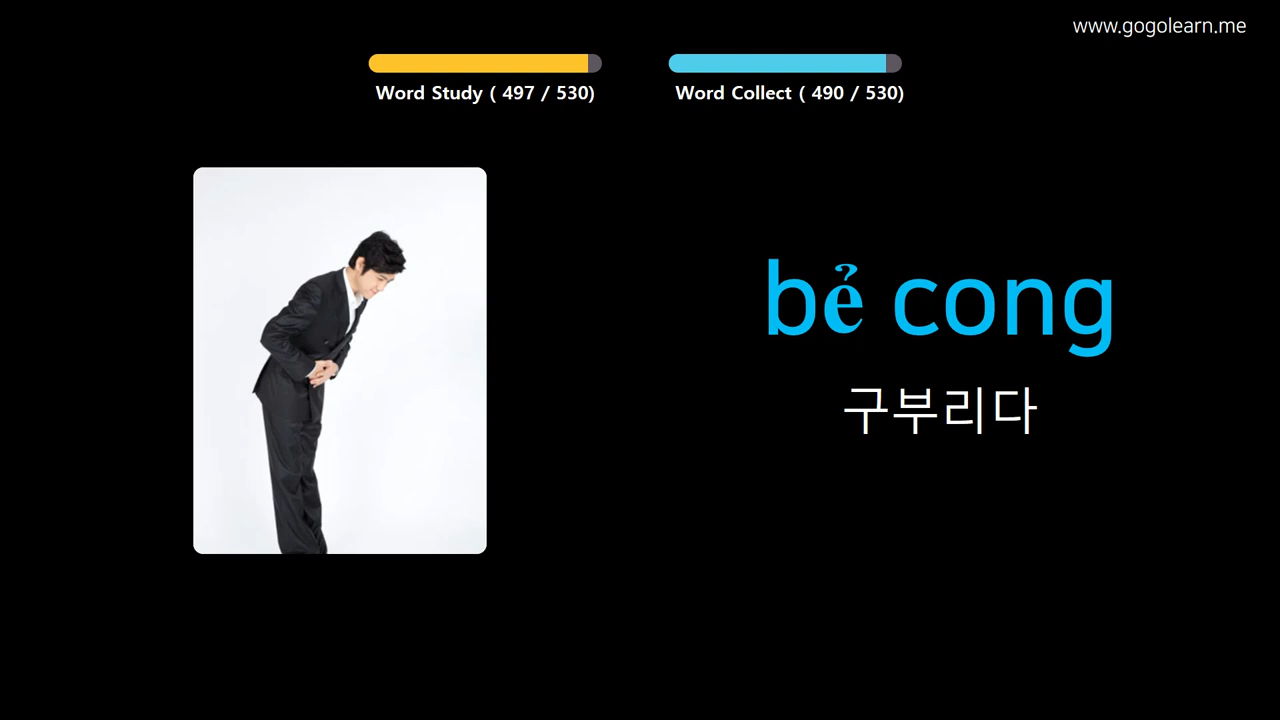 www.gogolearn.me
Word Study ( 497 / 530)
Word Collect ( 490 / 530)
bẻ cong
구부리다